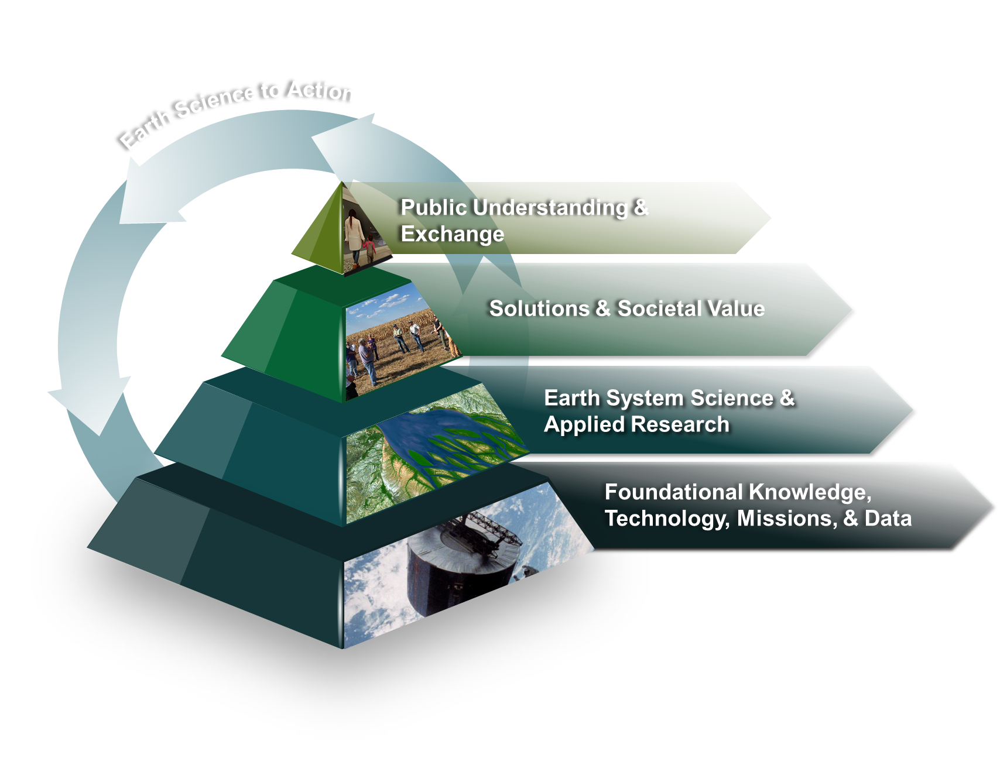 Earth Science to Action
Public Understanding &
Exchange
Solutions & Societal Value
Earth System Science &
Applied Research
Foundational Knowledge,
Technology, Missions, & Data